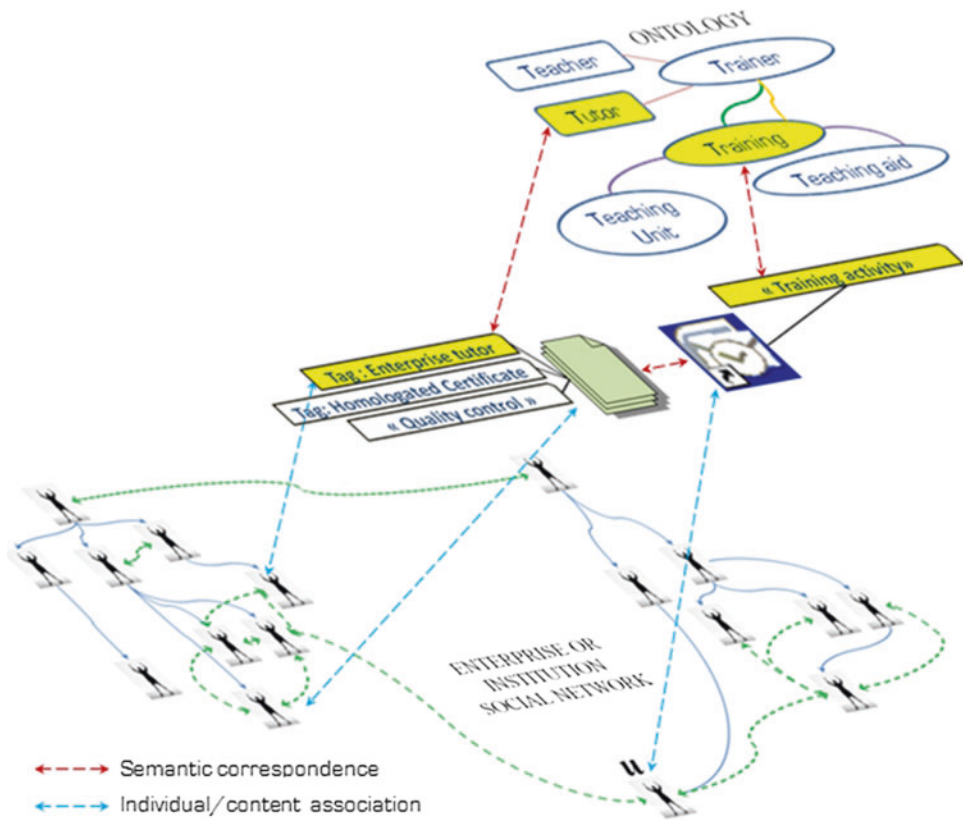 ONTOLOGY
Teacher
Trainer
Tutor
Training
Teaching aid
Teaching
Unit
« Training activity»
Tag : Enterprise tutor
Tag: Homologated Certificate
« Quality control »
ENTERPRISE OR
INSTITUTION
SOCIAL NETWORK
u
Semantic correspondence
Individual/content association